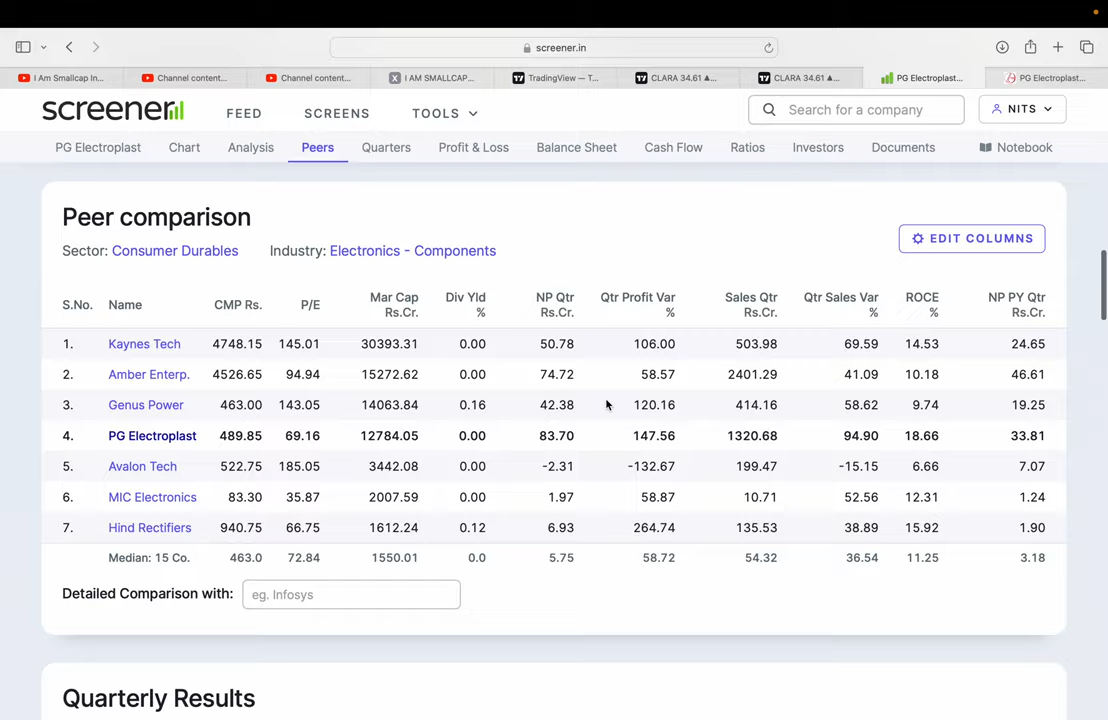 screener.in
I Am Smallcap In...
Channel content...
Channel content...
I AM SMALLCAP...
TradingView — T...
CLARA 34.61 ▲...
CLARA 34.61 ▲...
PG Electroplast...
PG Electroplast...
screener
FEED
SCREENS
TOOLS
Search for a company
NITS
PG Electroplast
Chart
Analysis
Peers
Quarters
Profit & Loss
Balance Sheet
Cash Flow
Ratios
Investors
Documents
Notebook
Peer comparison
Sector: Consumer Durables Industry: Electronics - Components
EDIT COLUMNS
S.No. Name CMP Rs. P/E Mar Cap Rs.Cr. Div Yld % NP Qtr Rs.Cr. Qtr Profit Var % Sales Qtr Rs.Cr. Qtr Sales Var % ROCE % NP PY Qtr Rs.Cr.
1. Kaynes Tech 4748.15 145.01 30393.31 0.00 50.78 106.00 503.98 69.59 14.53 24.65
2. Amber Enterp. 4526.65 94.94 15272.62 0.00 74.72 58.57 2401.29 41.09 10.18 46.61
3. Genus Power 463.00 143.05 14063.84 0.16 42.38 120.16 414.16 58.62 9.74 19.25
4. PG Electroplast 489.85 69.16 12784.05 0.00 83.70 147.56 1320.68 94.90 18.66 33.81
5. Avalon Tech 522.75 185.05 3442.08 0.00 -2.31 -132.67 199.47 -15.15 6.66 7.07
6. MIC Electronics 83.30 35.87 2007.59 0.00 1.97 58.87 10.71 52.56 12.31 1.24
7. Hind Rectifiers 940.75 66.75 1612.24 0.12 6.93 264.74 135.53 38.89 15.92 1.90
Median: 15 Co. 463.0 72.84 1550.01 0.0 5.75 58.72 54.32 36.54 11.25 3.18
Detailed Comparison with: eg. Infosys
Quarterly Results